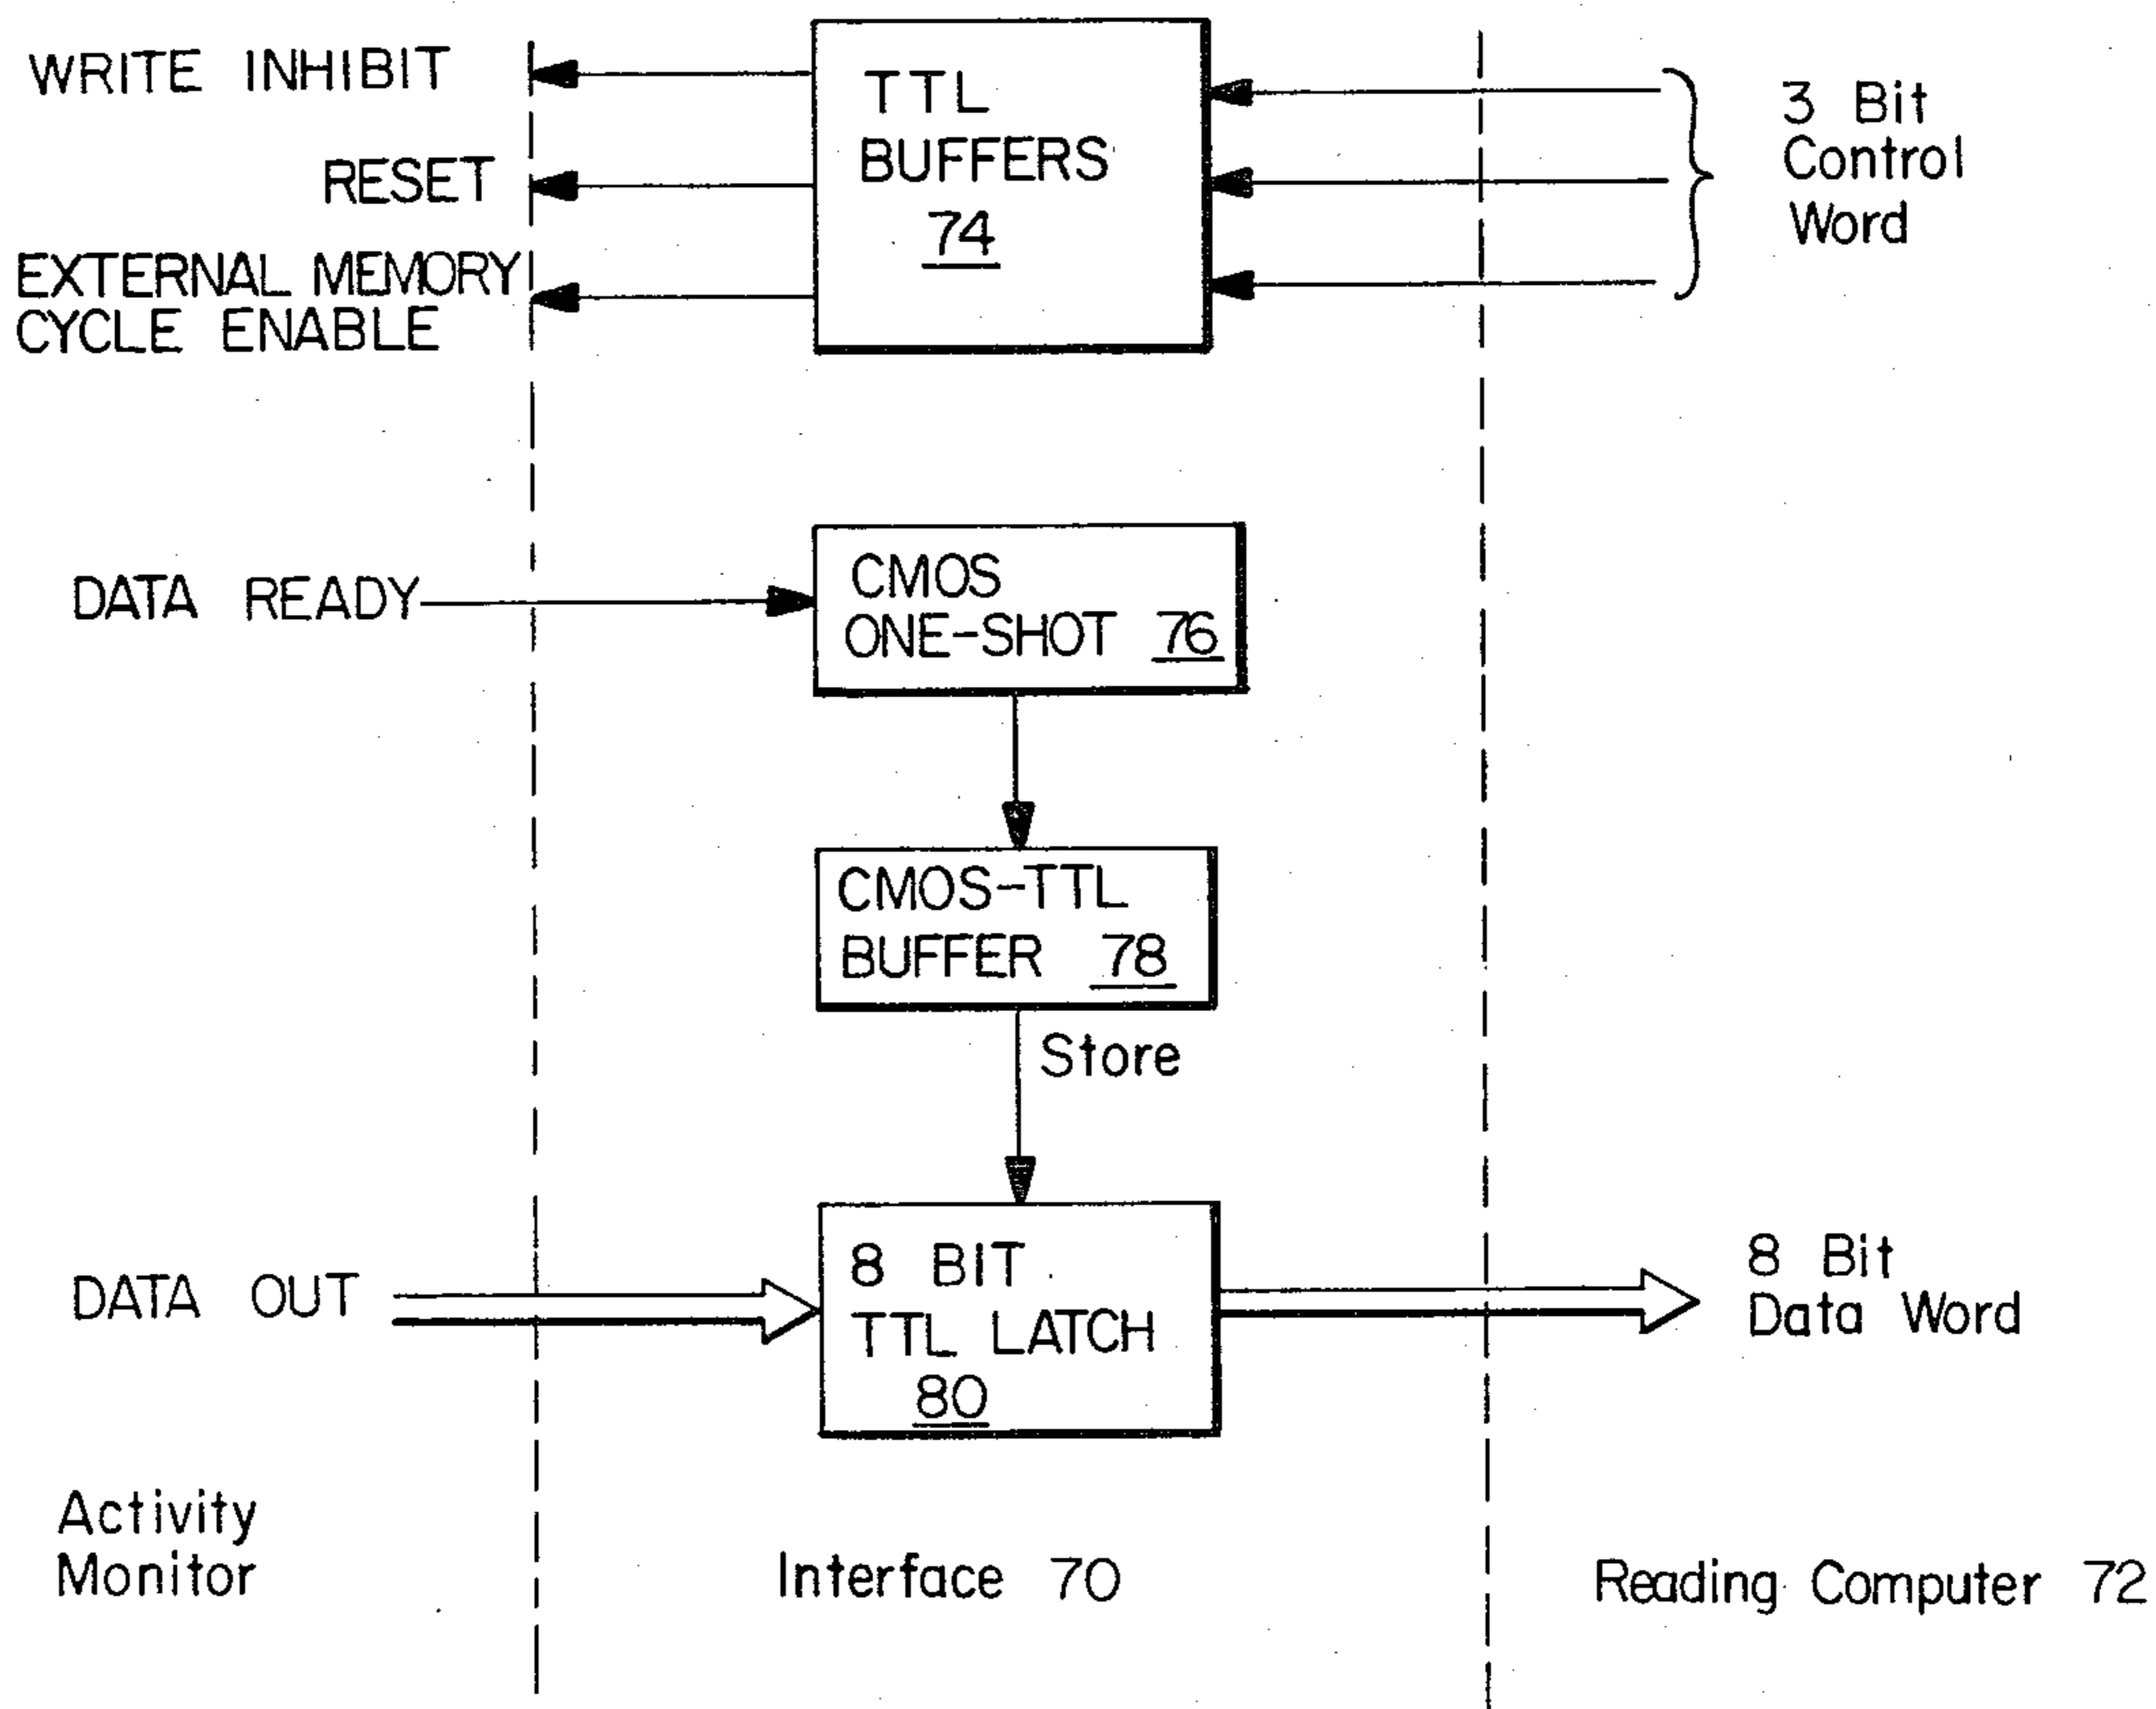 WRITE INHIBIT
RESET
EXTERNAL MEMORY
CYCLE ENABLE
TTL
BUFFERS
74
3 Bit
Control
Word
DATA READY
CMOS
ONE-SHOT 76
CMOS-TTL
BUFFER 78
Store
DATA OUT
8 BIT
TTL LATCH
80
8 Bit
Data Word
Activity
Monitor
Interface 70
Reading Computer 72